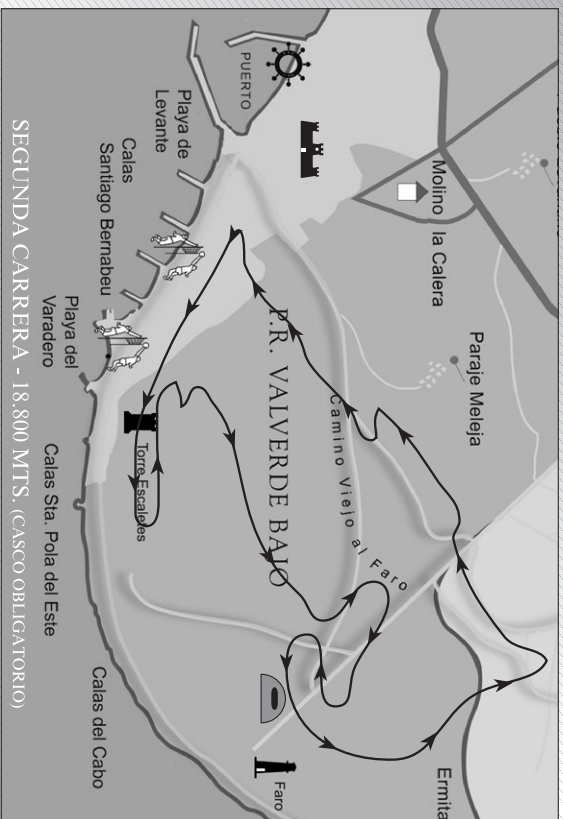 PUERTO
Playa de
Levante
Calas
Santiago Bernabeu
Playa del
Varadero
Calas Sta. Pola del Este
Calas del Cabo
Molino la Calera
Paraje Meleja
Camino Viejo al Faro
P.R. VALVERDE BAJO
Torre Escaletes
Ermita
Faro
SEGUNDA CARRERA - 18.800 MTS. (CASCO OBLIGATORIO)